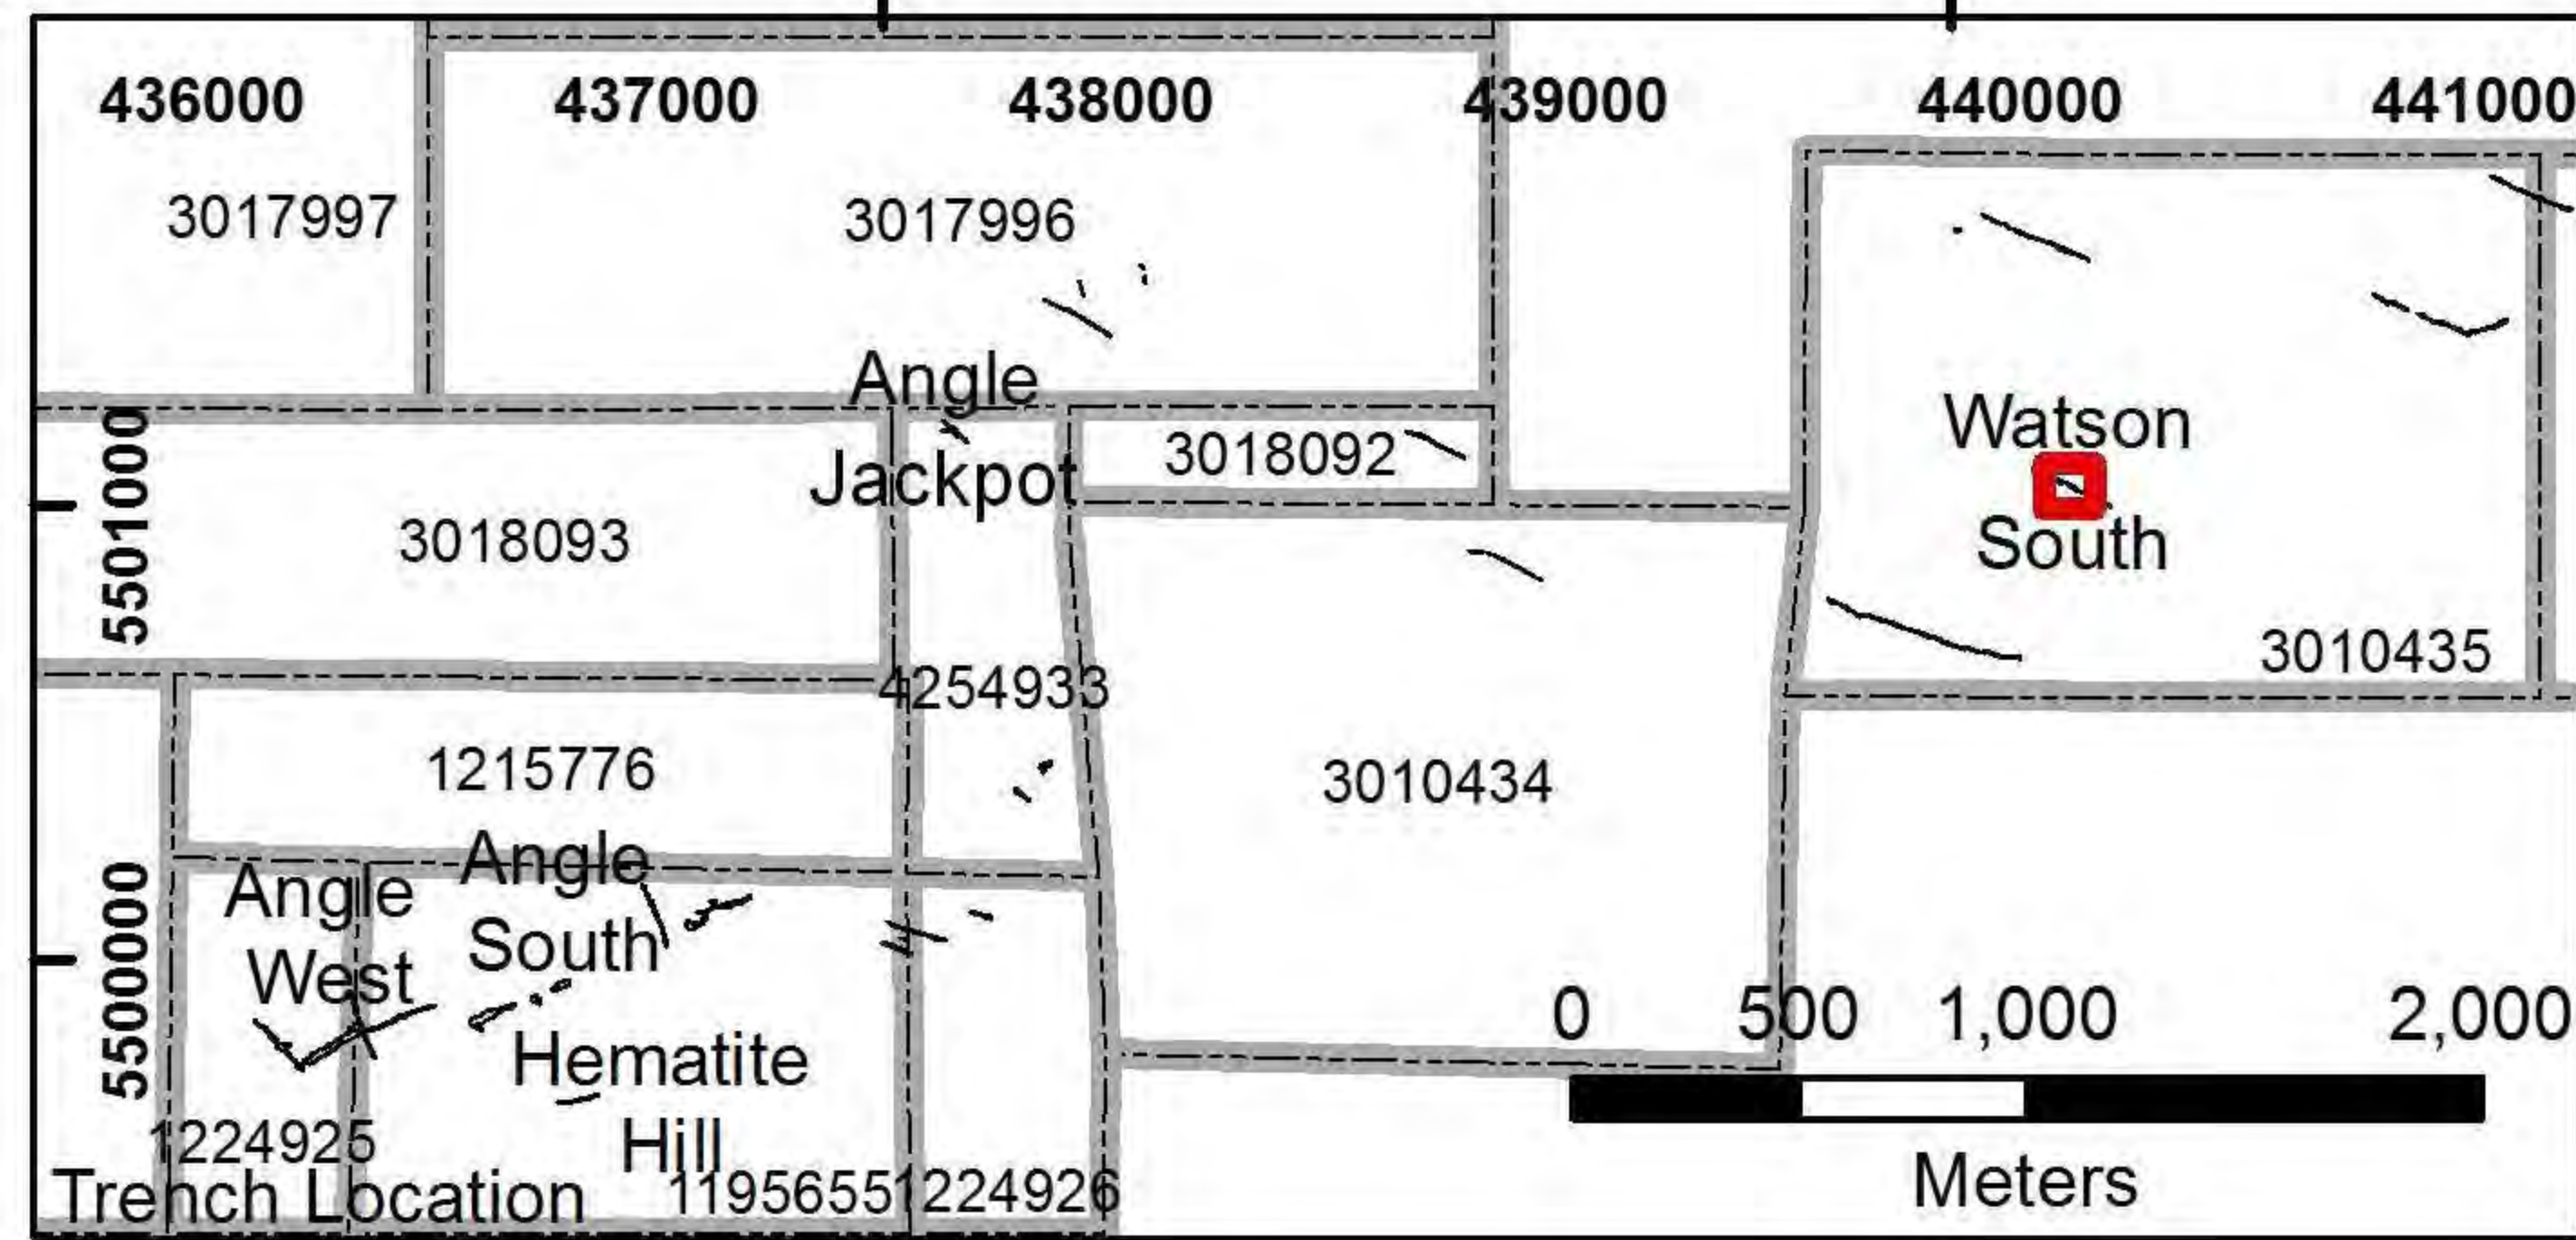 436000 437000 438000 439000 440000 441000
3017997
3017996
Angle
Jackpot
3018092
Watson
South
5501000
3018093
3010435
4254933
1215776
3010434
Angle
South
Angle
West
5500000
Hematite
Hill
0 500 1,000 2,000
Meters
1224925
1195655
1224926
Trench Location